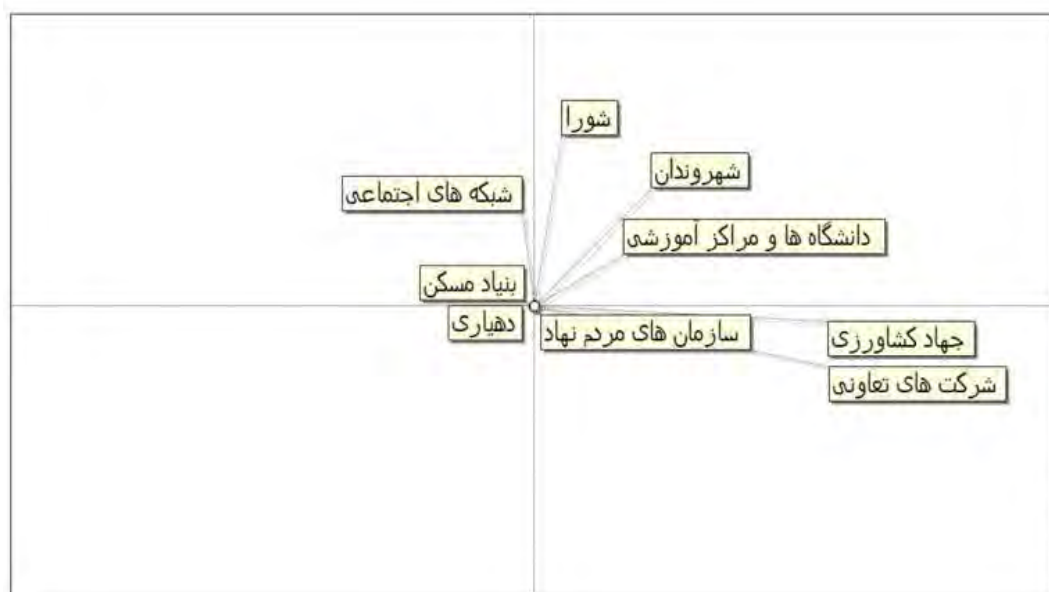 شورا
شهروندان
شبکه های اجتماعی
دانشگاه ها و مراکز آموزشی
بنیاد مسکن
دهیاری
سازمان های مردم نهاد
جهاد کشاورزی
شرکت های تعاونی